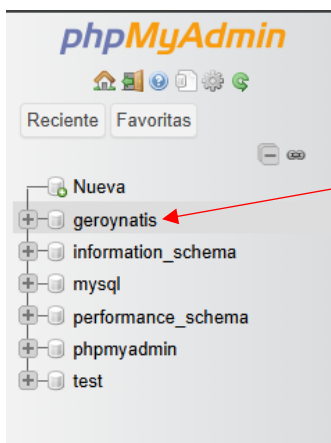 phpMyAdmin
Reciente Favoritas
Nueva
geroynatis
information_schema
mysql
performance_schema
phpmyadmin
test